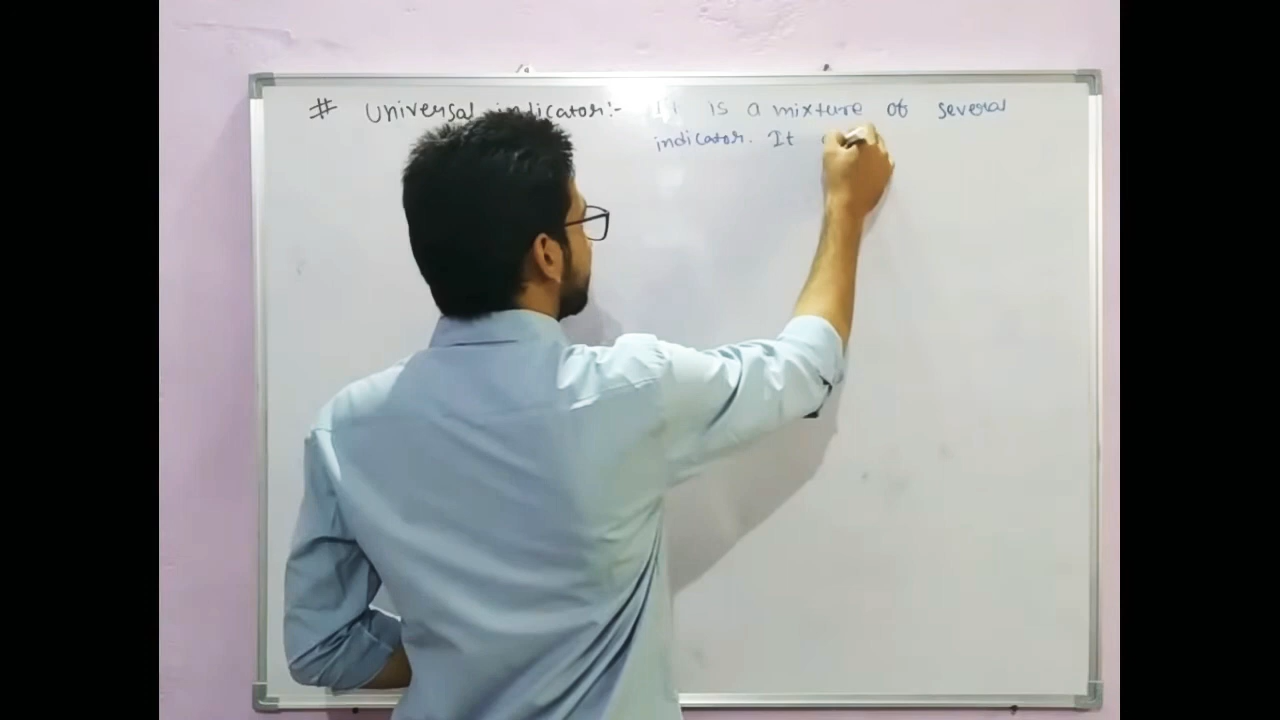 # Universal indicator:- It is a mixture of several
indicator. It